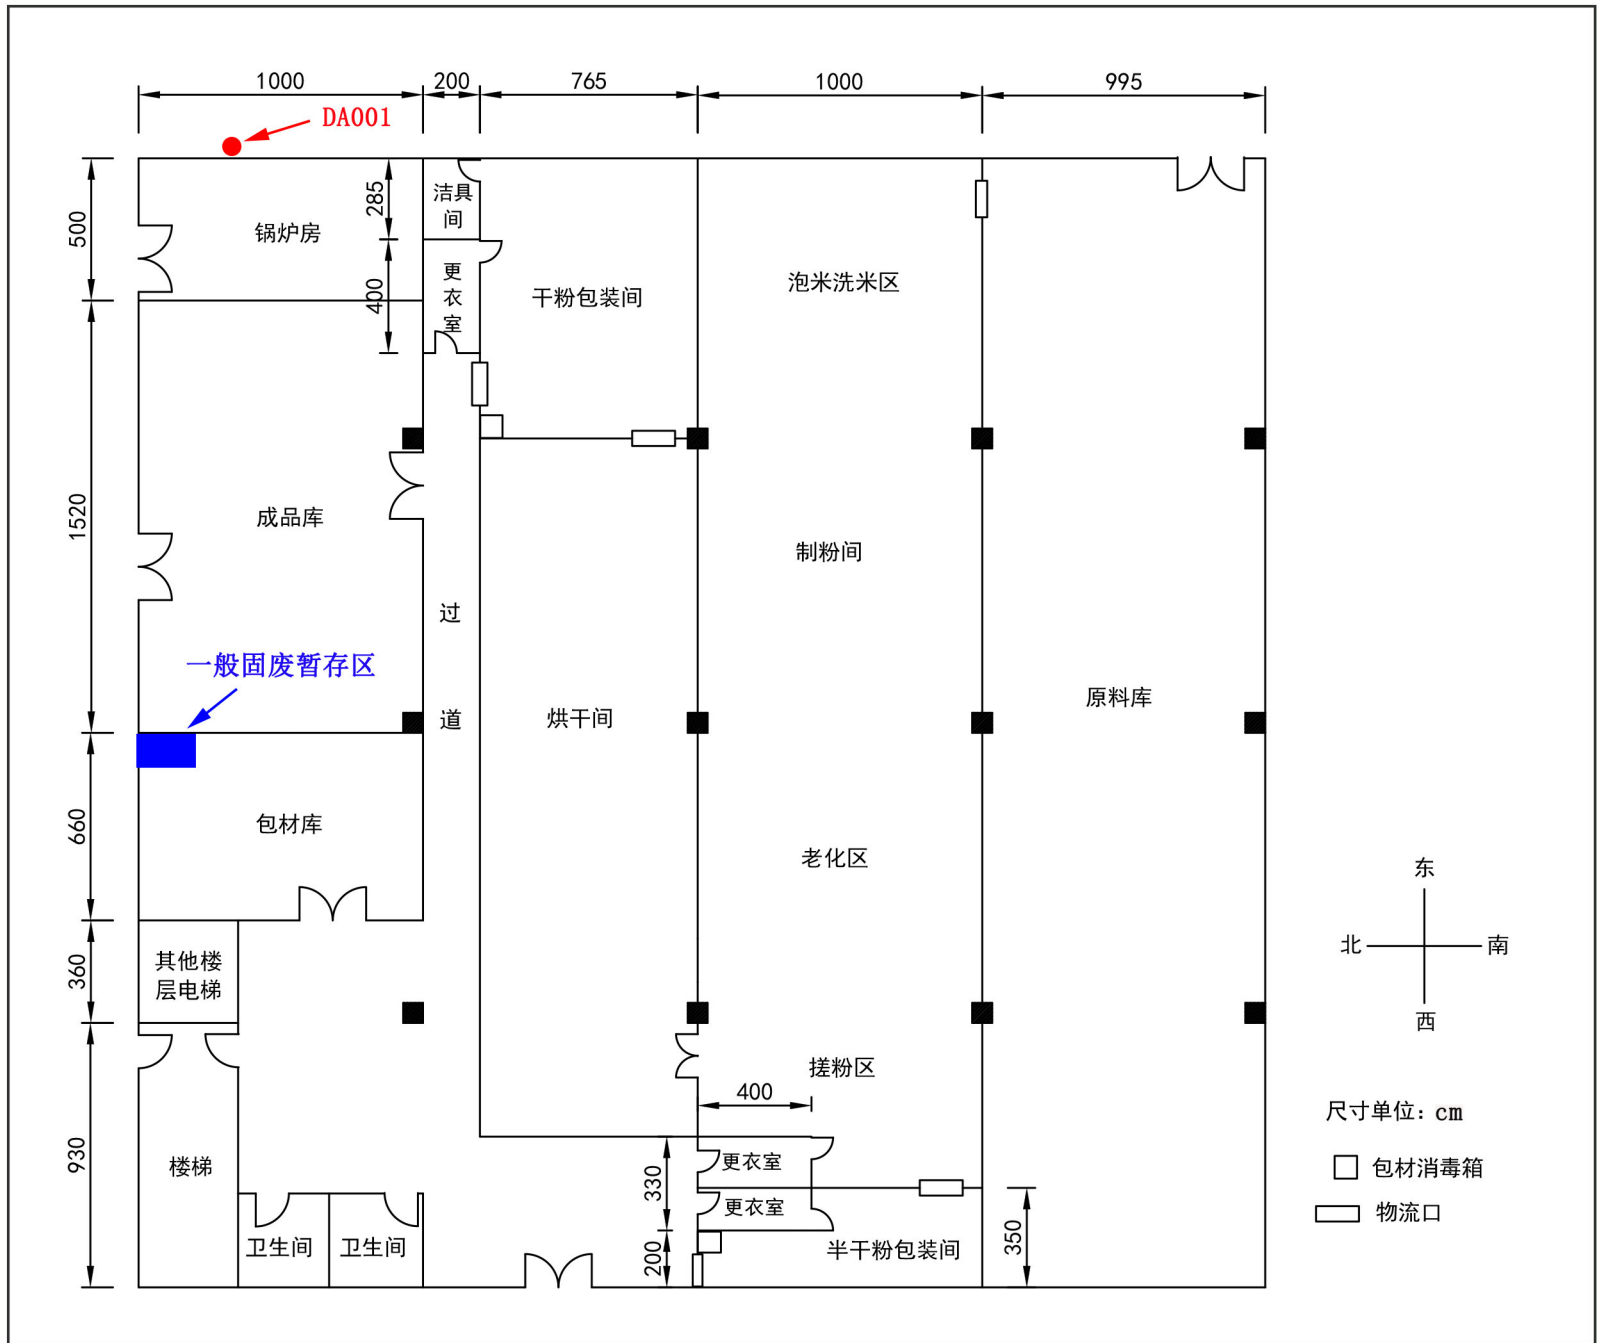 1000
200
765
1000
995
DA001
500
285
400
1520
660
360
930
锅炉房
洁具
间
更
衣
室
干粉包装间
泡米洗米区
成品库
制粉间
过
道
一般固废暂存区
烘干间
原料库
包材库
老化区
其他楼
层电梯
搓粉区
400
楼梯
330
更衣室
更衣室
200
350
卫生间
卫生间
半干粉包装间
东
北
南
西
尺寸单位：cm
包材消毒箱
物流口